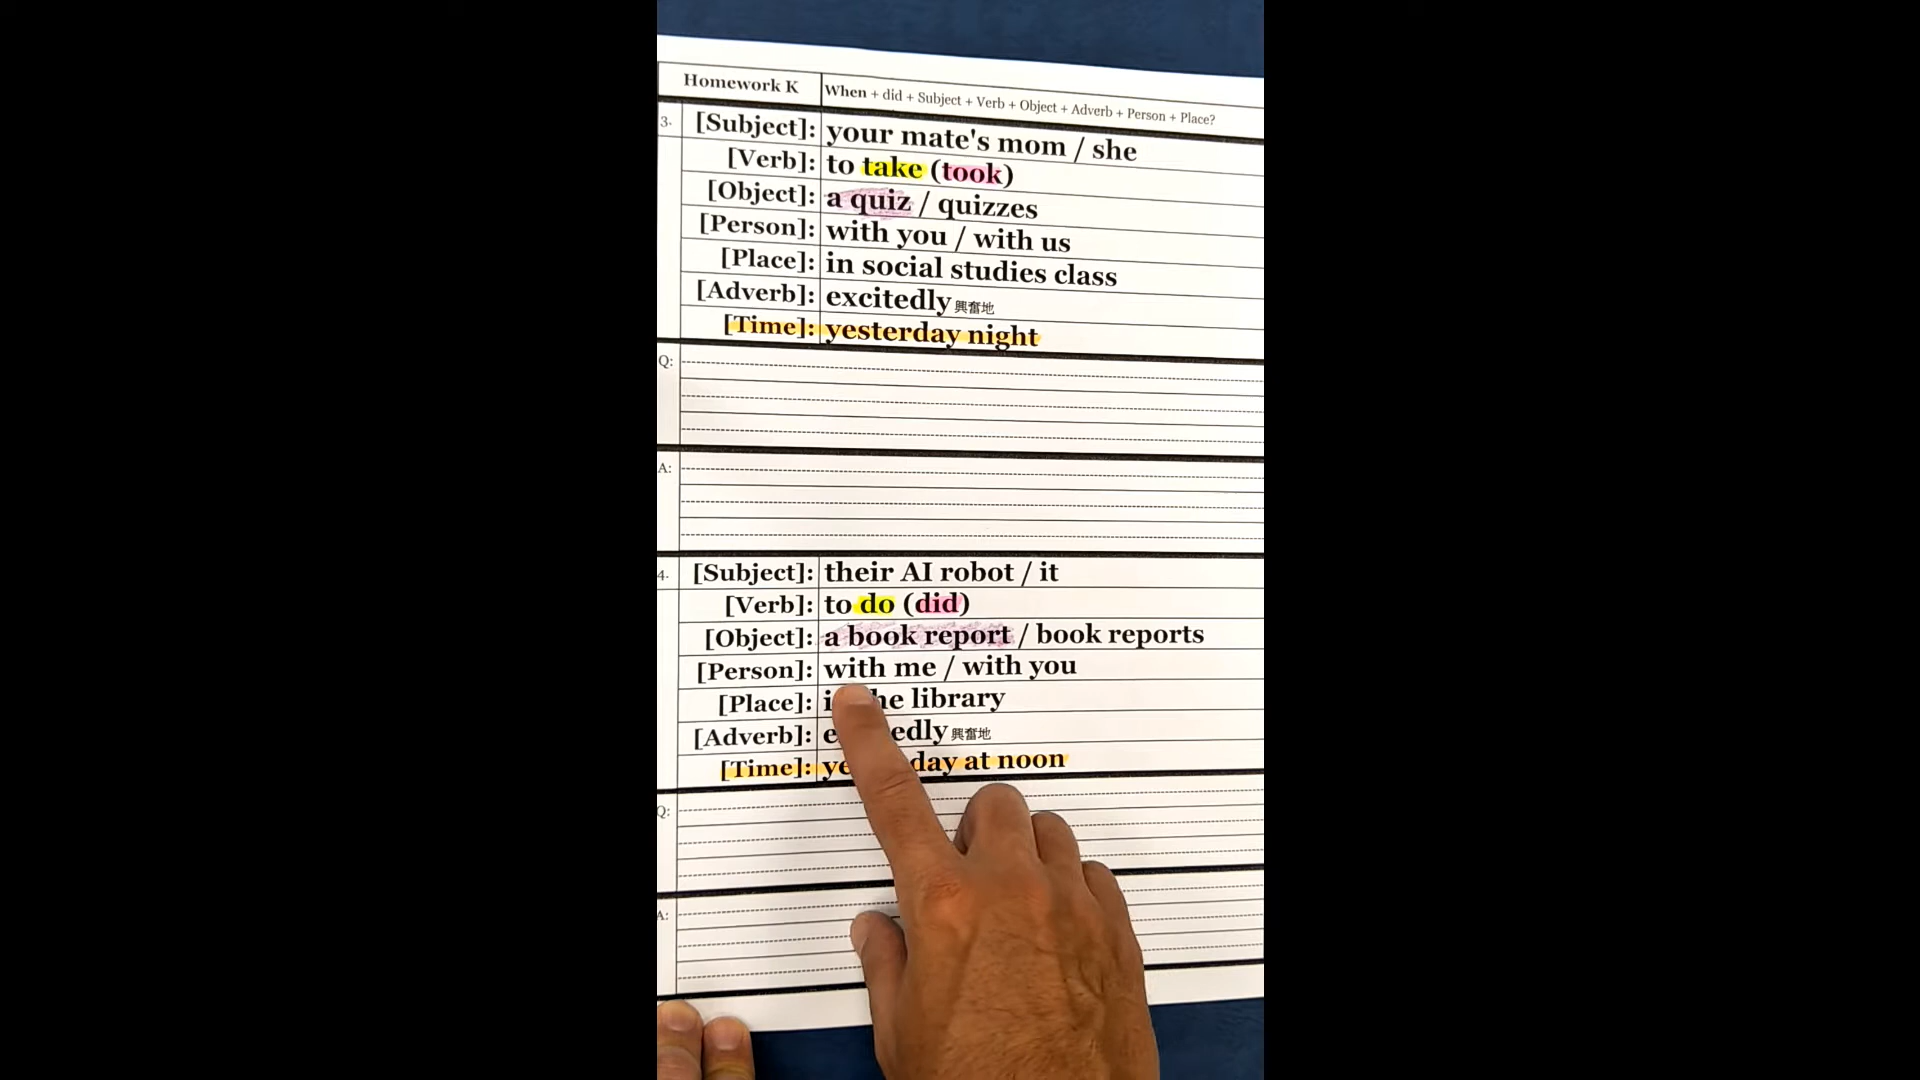 Homework K When + did + Subject + Verb + Object + Adverb + Person + Place?
3. [Subject]: your mate's mom / she
[Verb]: to take (took)
[Object]: a quiz / quizzes
[Person]: with you / with us
[Place]: in social studies class
[Adverb]: excitedly 興奮地
[Time]: yesterday night
Q:
A:
4. [Subject]: their AI robot / it
[Verb]: to do (did)
[Object]: a book report / book reports
[Person]: with me / with you
[Place]: library
[Adverb]: 興奮地
[Time]: at noon
Q:
A: